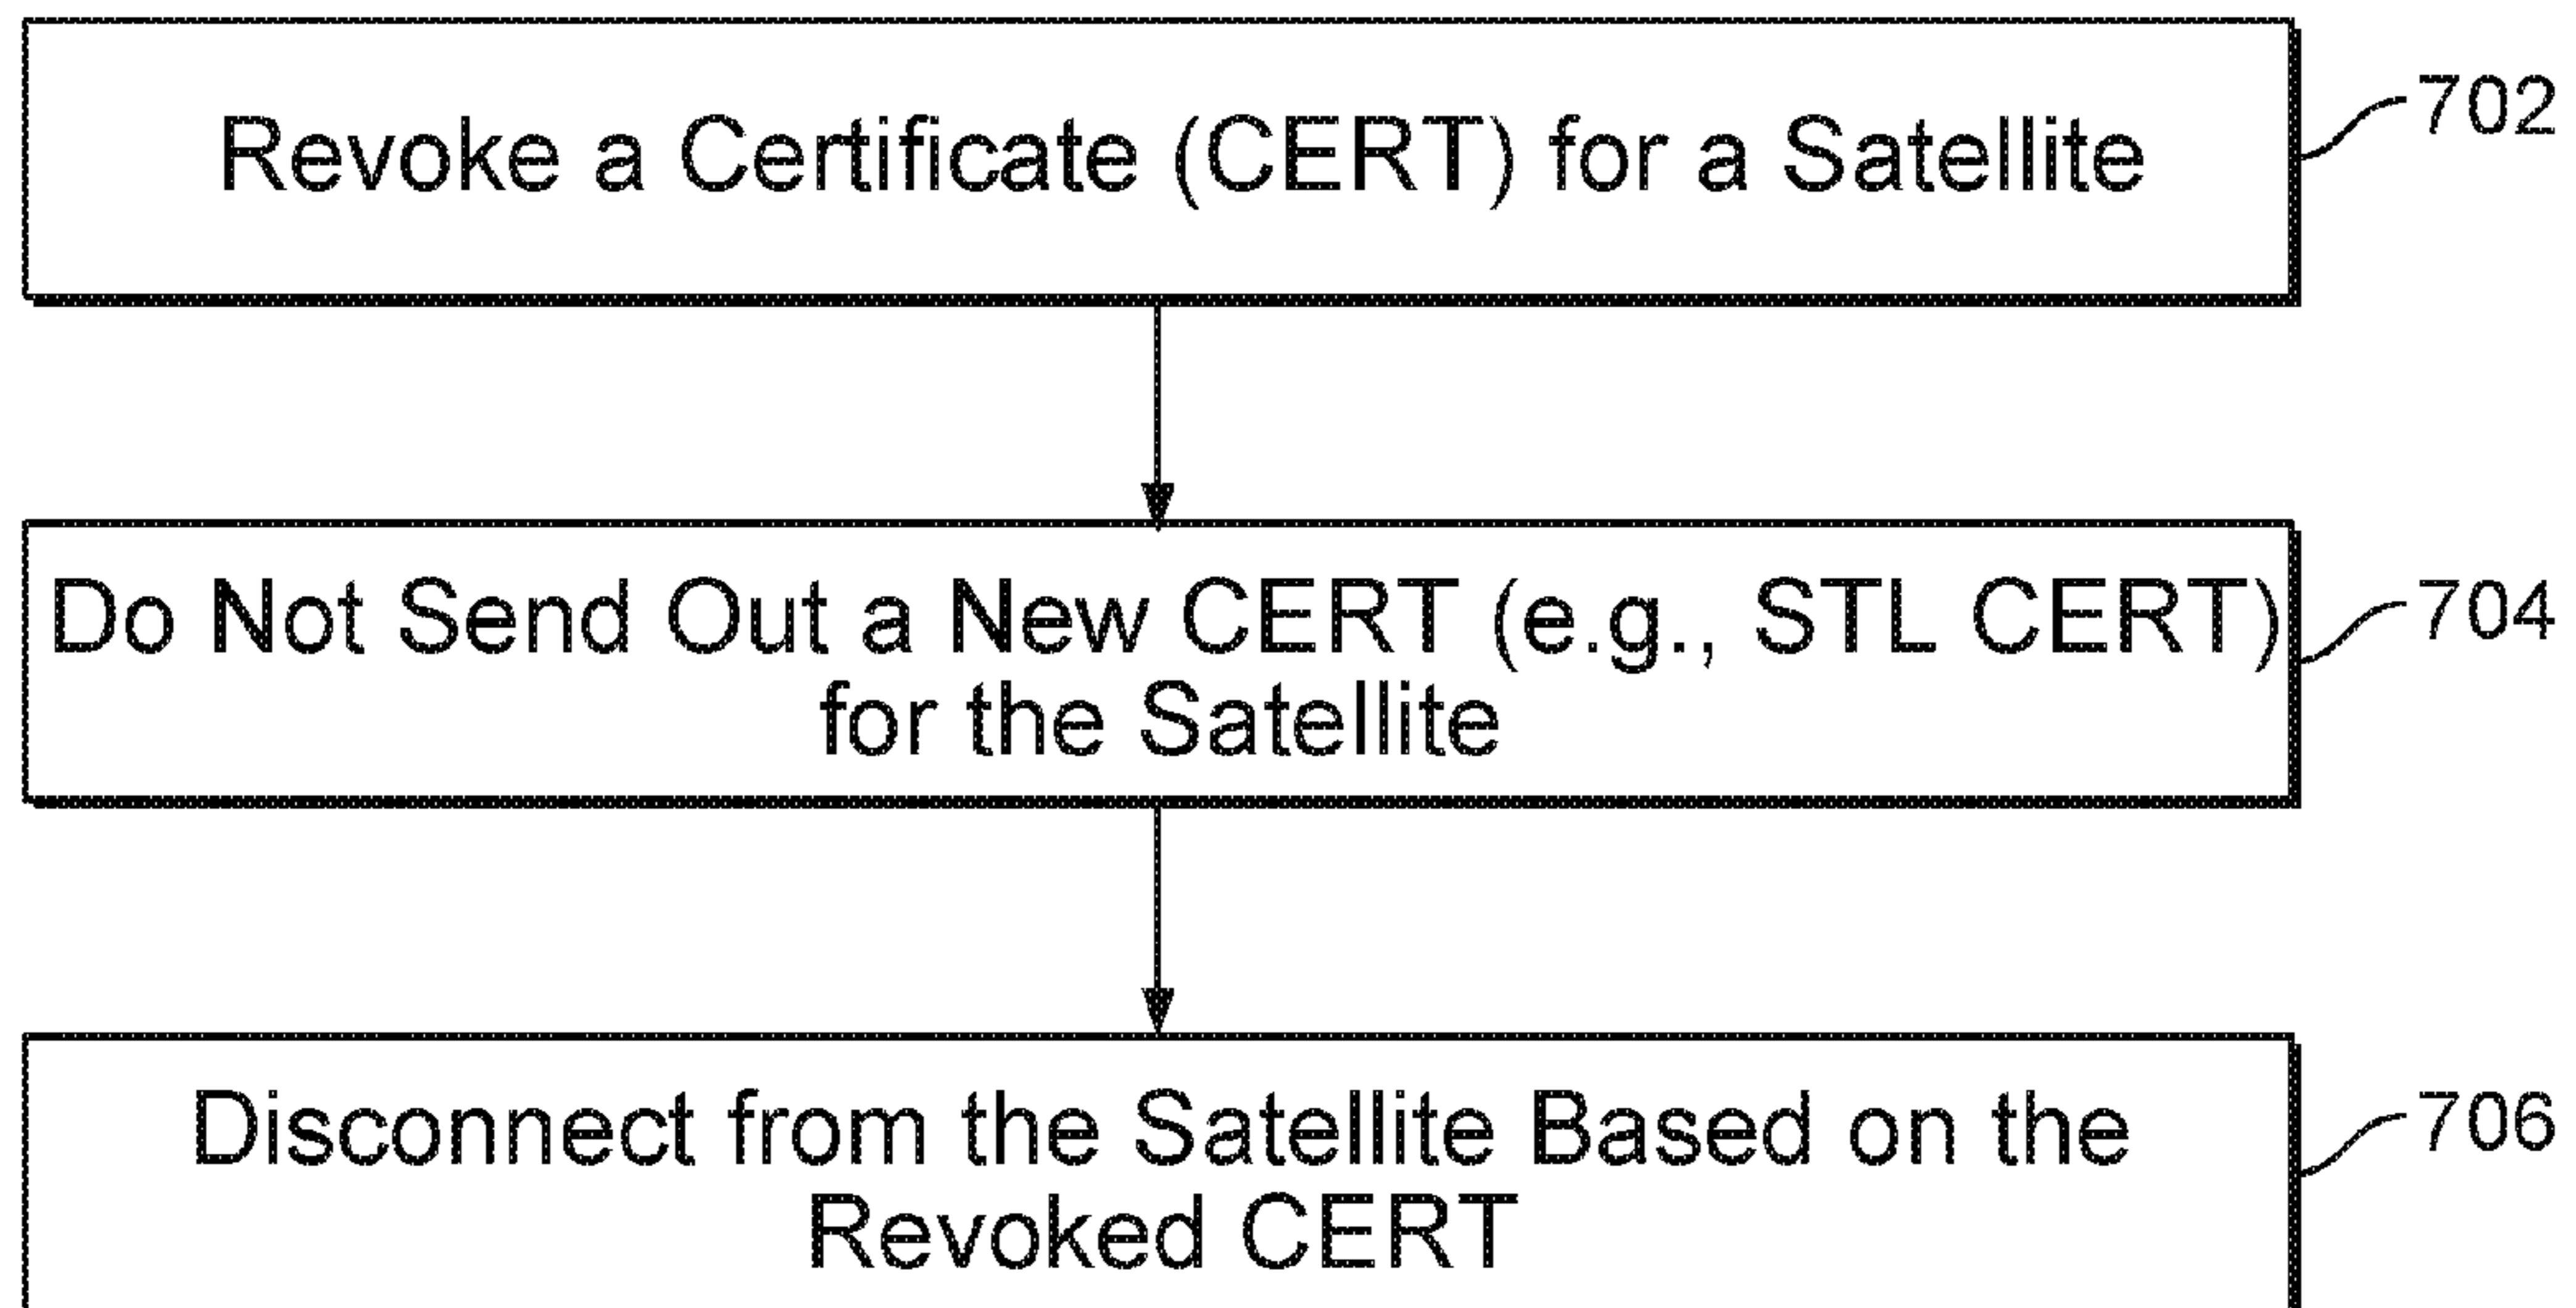 Revoke a Certificate (CERT) for a Satellite
702
Do Not Send Out a New CERT (e.g., STL CERT)
for the Satellite
704
Disconnect from the Satellite Based on the
Revoked CERT
706